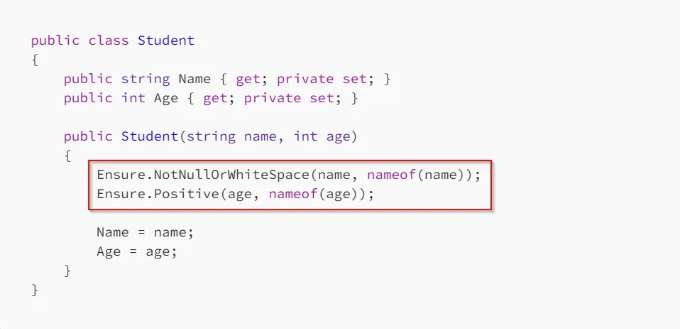 public class Student
{
    public string Name { get; private set; }
    public int Age { get; private set; }
    public Student(string name, int age)
    {
        Ensure.NotNullOrWhiteSpace(name, nameof(name));
        Ensure.Positive(age, nameof(age));
        Name = name;
        Age = age;
    }
}